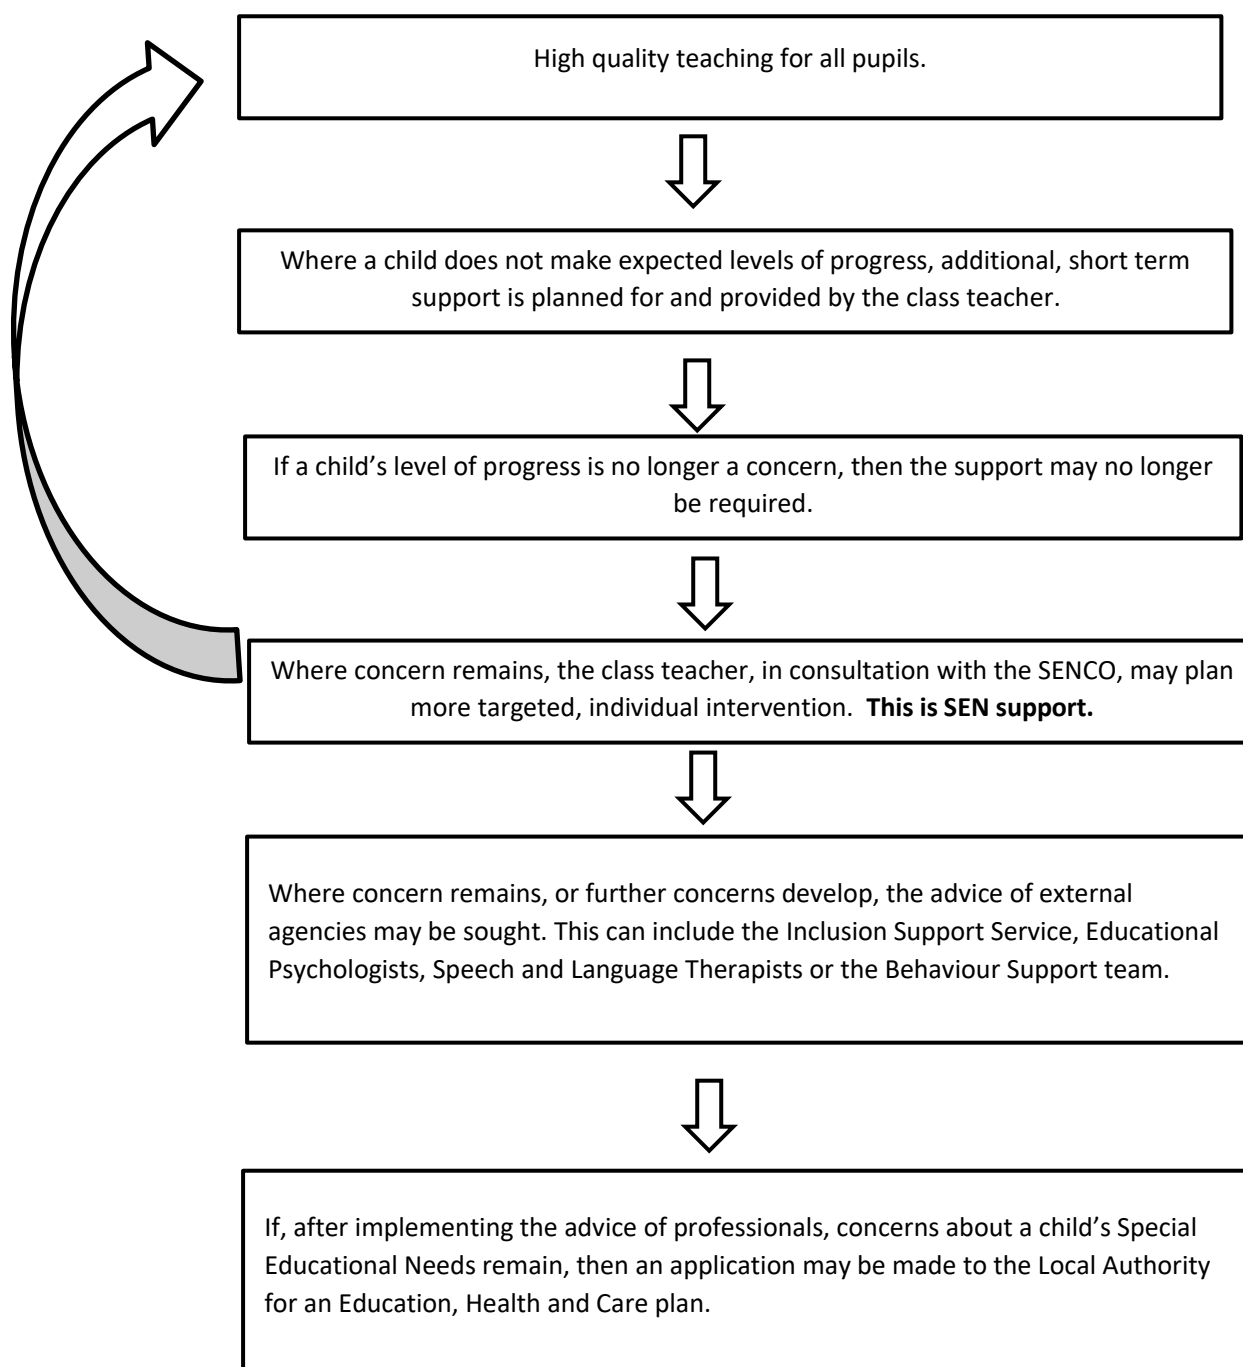 High quality teaching for all pupils.
Where a child does not make expected levels of progress, additional, short term
support is planned for and provided by the class teacher.
If a child’s level of progress is no longer a concern, then the support may no longer
be required.
Where concern remains, the class teacher, in consultation with the SENCO, may plan
more targeted, individual intervention.  This is SEN support.
Where concern remains, or further concerns develop, the advice of external
agencies may be sought. This can include the Inclusion Support Service, Educational
Psychologists, Speech and Language Therapists or the Behaviour Support team.
If, after implementing the advice of professionals, concerns about a child’s Special
Educational Needs remain, then an application may be made to the Local Authority
for an Education, Health and Care plan.